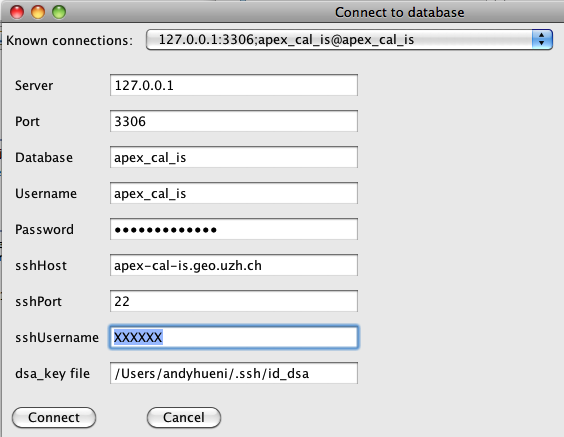 Connect to database
Known connections: 127.0.0.1:3306;apex_cal_is@apex_cal_is
Server 127.0.0.1
Port 3306
Database apex_cal_is
Username apex_cal_is
Password •••••••••••••
sshHost apex-cal-is.geo.uzh.ch
sshPort 22
sshUsername XXXXXX
dsa_key file /Users/andyhueni/.ssh/id_dsa
Connect Cancel